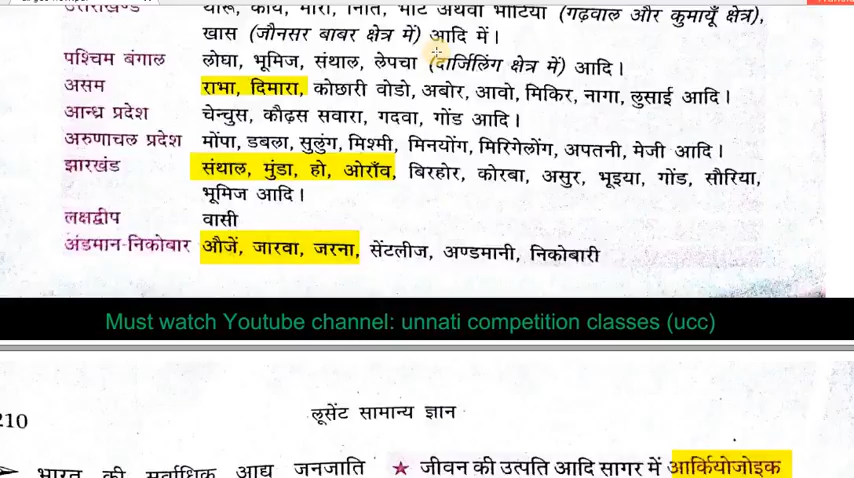 (गढ़वाल और कुमायूँ क्षेत्र),
खास (जौनसर बाबर क्षेत्र में) आदि में।
पश्चिम बंगाल लोघा, भूमिज, संथाल, लेपचा (दार्जिलिंग क्षेत्र में) आदि।
असम राभा, दिमारा, कोछारी वोडो, अबोर, आवो, मिकिर, नागा, लुसाई आदि।
आन्ध्र प्रदेश चेन्चुस, कौढ़स सवारा, गदवा, गोंड आदि।
अरुणाचल प्रदेश मोंपा, डबला, सुलुंग, मिश्मी, मिनयोंग, मिरिगेलोंग, अपतनी, मेजी आदि।
झारखंड संथाल, मुंडा, हो, ओराँव, बिरहोर, कोरबा, असुर, भूइया, गोंड, सौरिया,
भूमिज आदि।
लक्षद्वीप वासी
अंडमान-निकोबार औजें, जारवा, जरना, सेंटलीज, अण्डमानी, निकोबारी
Must watch Youtube channel: unnati competition classes (ucc)
210 लूसेंट सामान्य ज्ञान
भारत की सर्वाधिक आद्य जनजाति ★ जीवन की उत्पति आदि सागर में आर्कियोजोइक